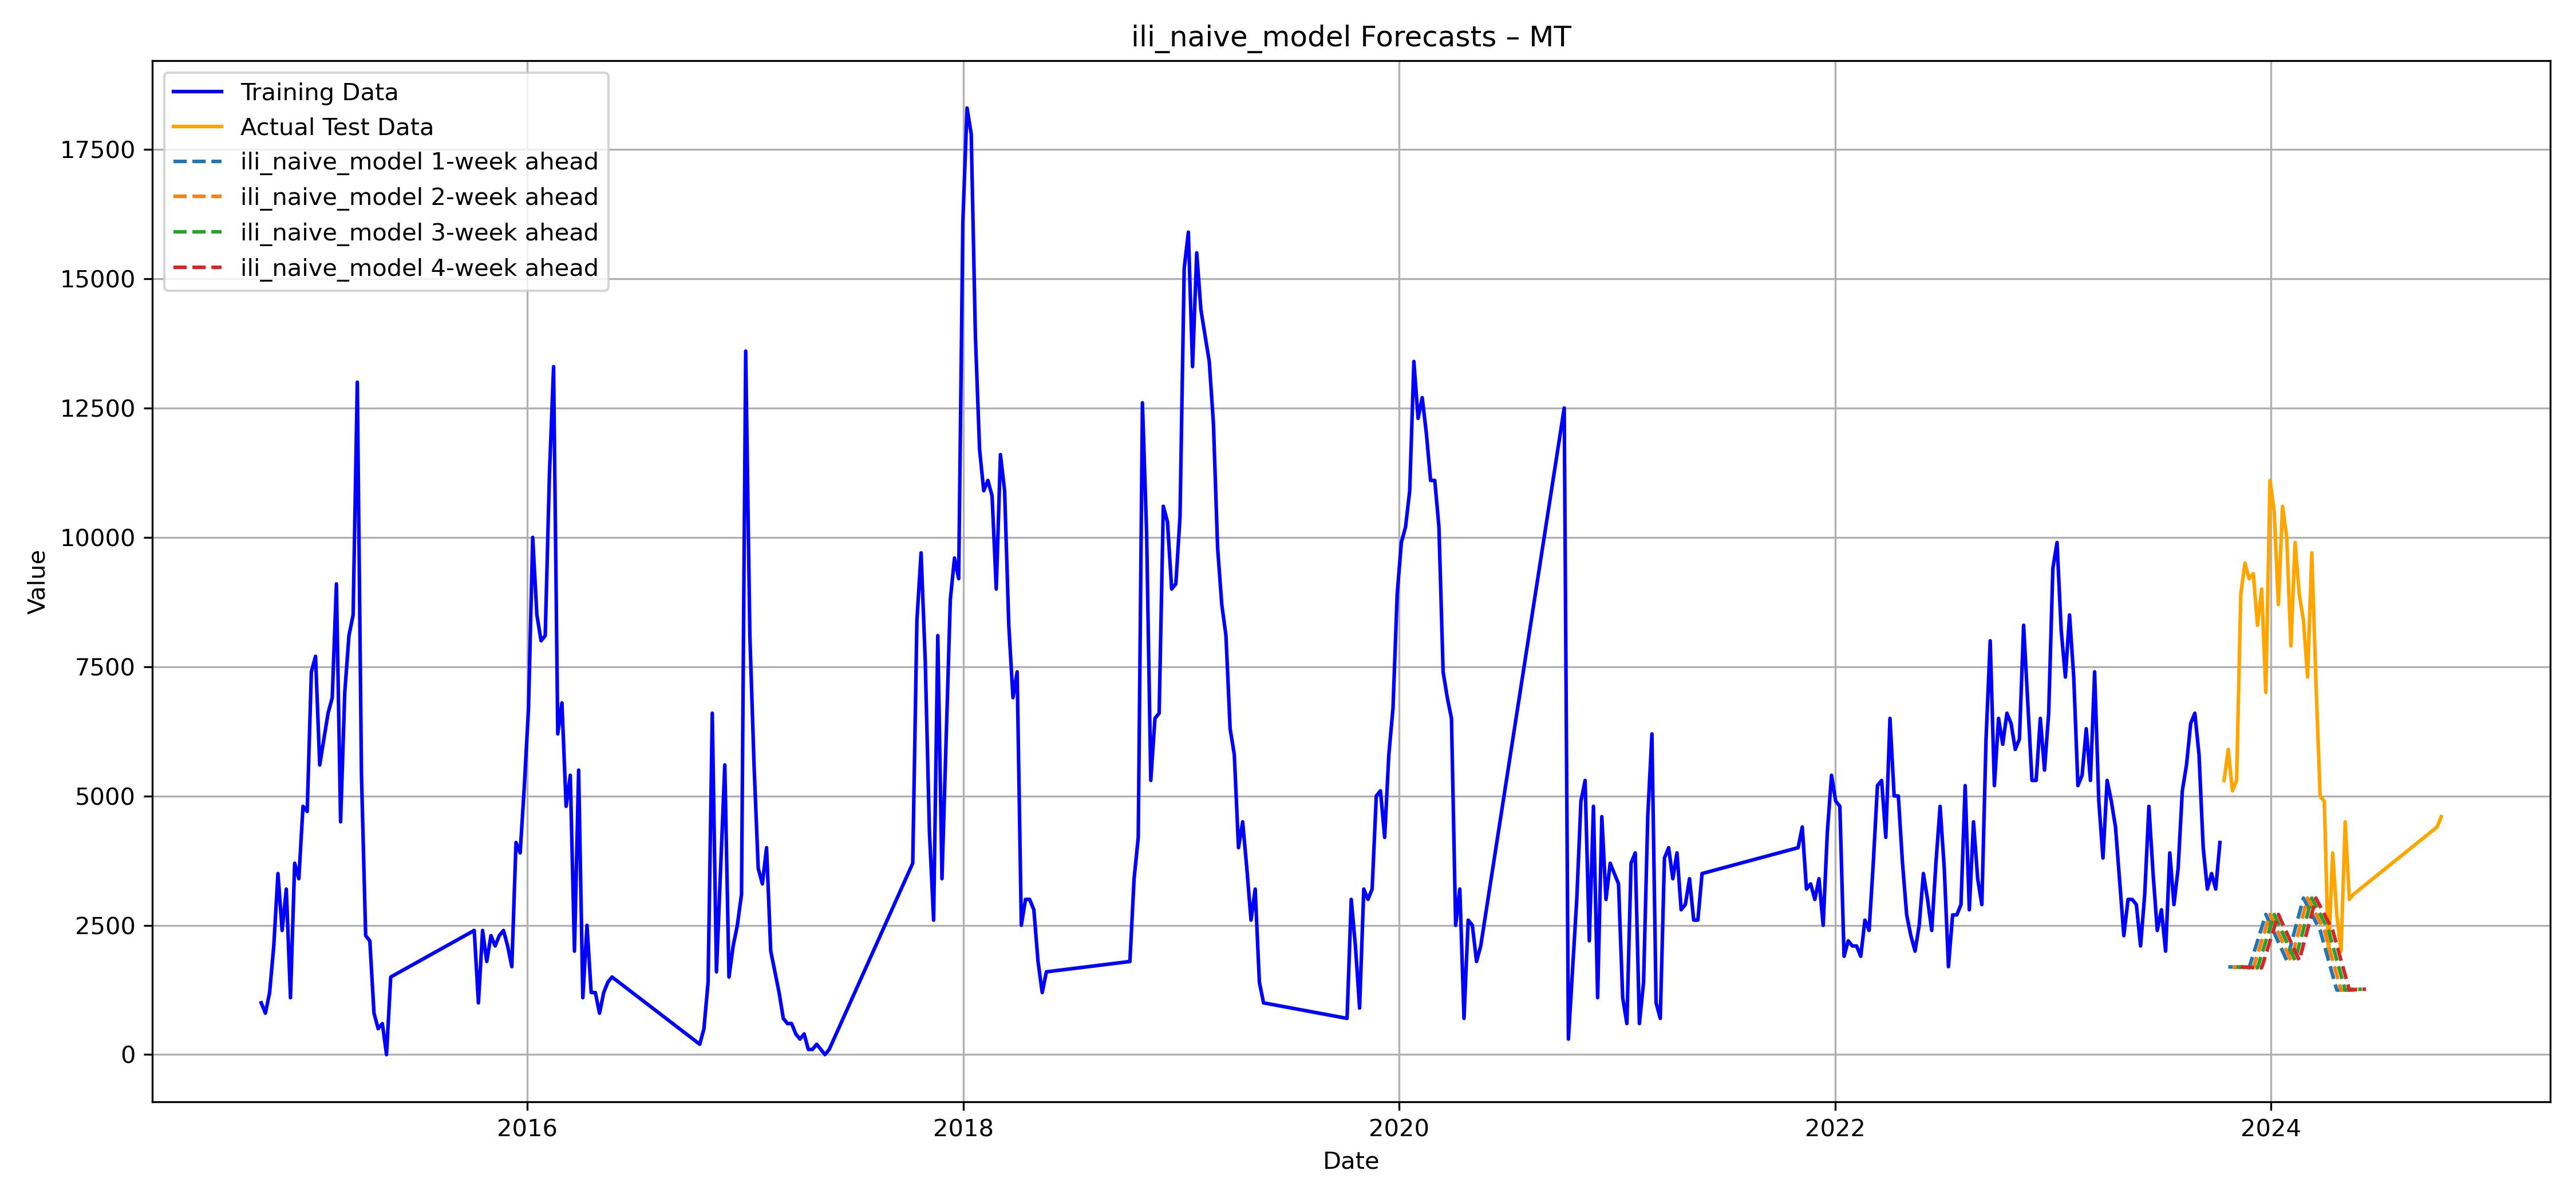 ili_naive_model Forecasts – MT
Training Data
Actual Test Data
ili_naive_model 1-week ahead
ili_naive_model 2-week ahead
ili_naive_model 3-week ahead
ili_naive_model 4-week ahead
17500
15000
12500
10000
7500
5000
2500
0
Value
2016
2018
2020
2022
2024
Date